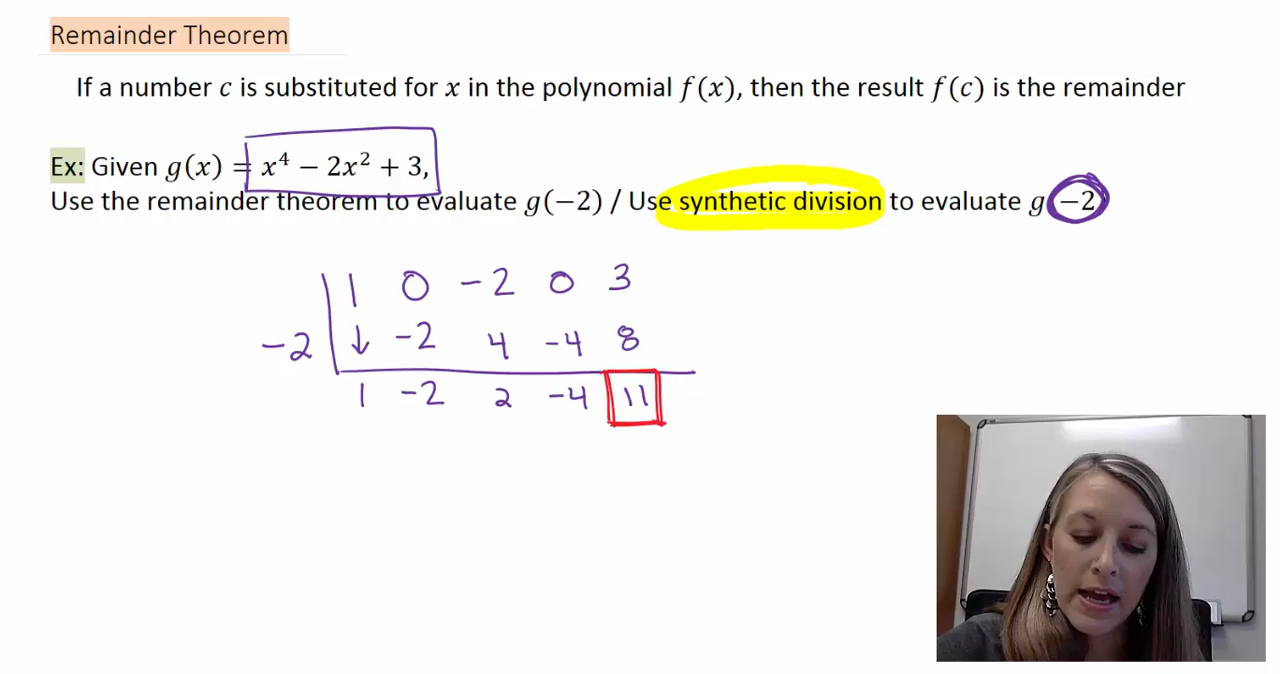 Remainder Theorem
If a number c is substituted for x in the polynomial f(x), then the result f(c) is the remainder
Ex: Given g(x) = x⁴ − 2x² + 3,
Use the remainder theorem to evaluate g(−2) / Use synthetic division to evaluate g(−2)
1 0 −2 0 3
−2 ↓ −2 4 −4 8
1 −2 2 −4 11